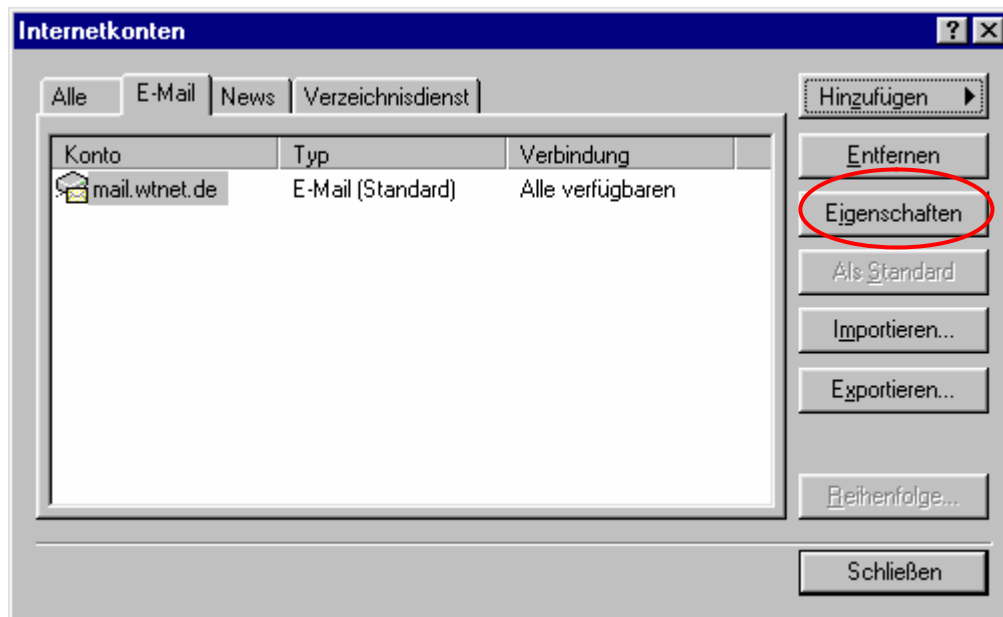 Internetkonten
Alle E-Mail News Verzeichnisdienst
Konto Typ Verbindung
mail.wtnet.de E-Mail (Standard) Alle verfügbaren
Hinzufügen
Entfernen
Eigenschaften
Als Standard
Importieren...
Exportieren...
Reihenfolge...
Schließen